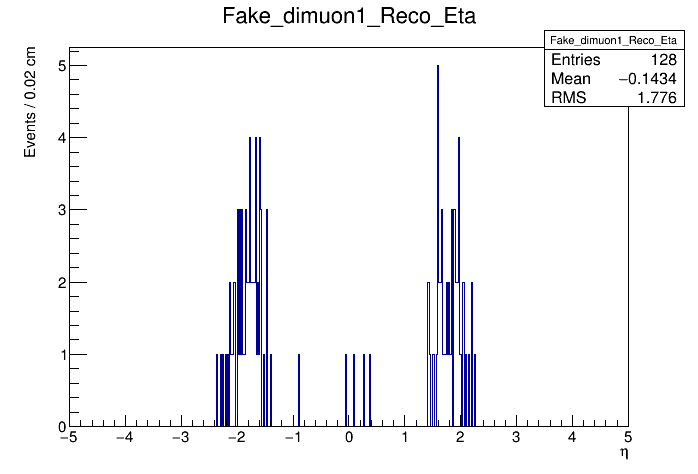 Fake_dimuon1_Reco_Eta
Fake_dimuon1_Reco_Eta
Entries 128
Mean −0.1434
RMS 1.776
Events / 0.02 cm
5
4
3
2
1
0
−5 −4 −3 −2 −1 0 1 2 3 4 5
η